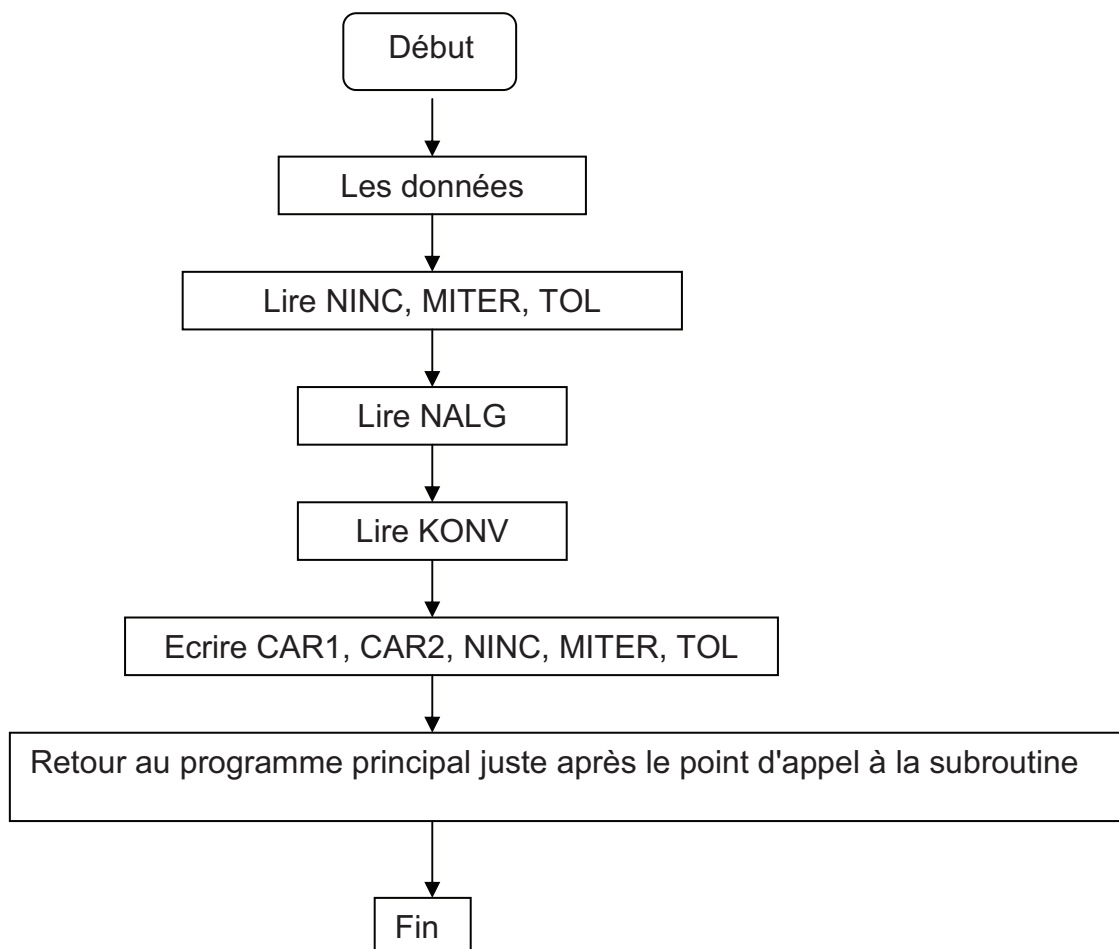 Début
Les données
Lire NINC, MITER, TOL
Lire NALG
Lire KONV
Ecrire CAR1, CAR2, NINC, MITER, TOL
Retour au programme principal juste après le point d'appel à la subroutine
Fin